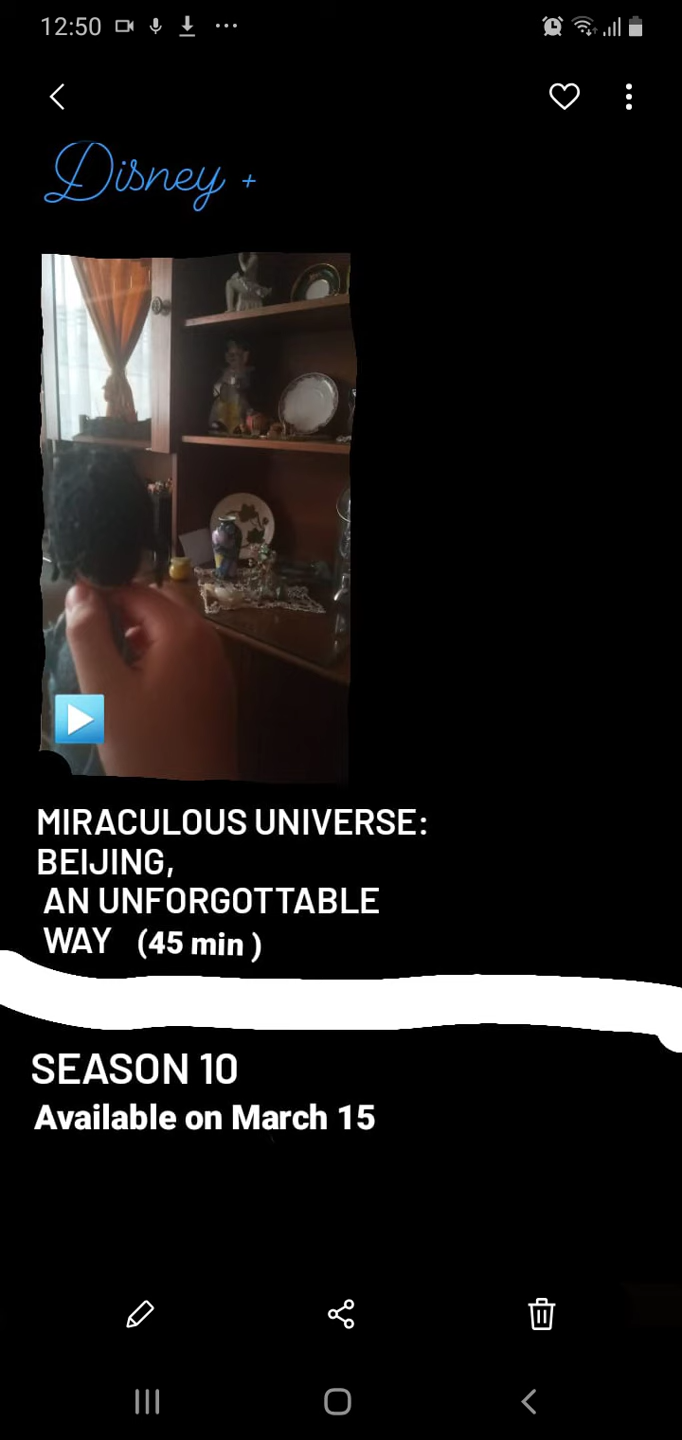 12:50
Disney +
MIRACULOUS UNIVERSE:
BEIJING,
AN UNFORGOTTABLE
WAY (45 min )
SEASON 10
Available on March 15